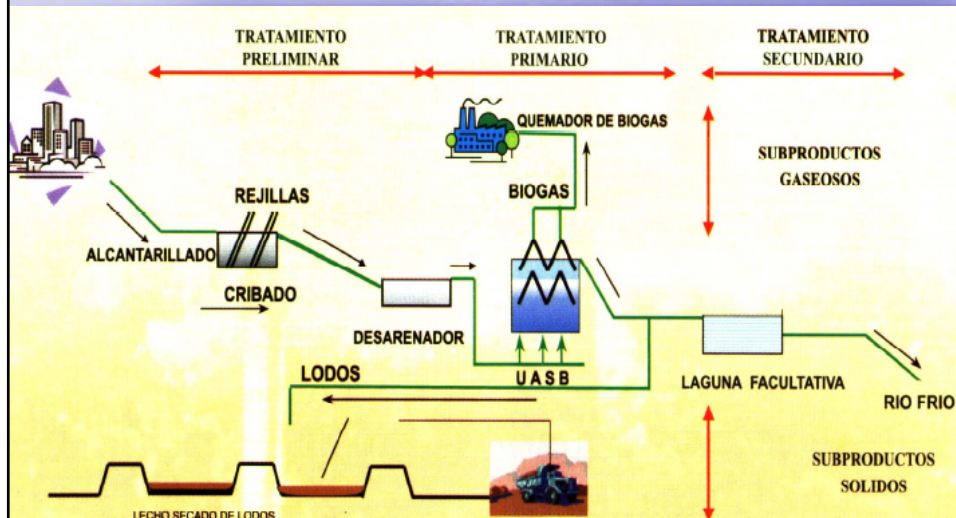 TRATAMIENTO
PRELIMINAR
TRATAMIENTO
PRIMARIO
TRATAMIENTO
SECUNDARIO
QUEMADOR DE BIOGAS
SUBPRODUCTOS
GASEOSOS
REJILLAS
BIOGAS
ALCANTARILLADO
CRIBADO
DESARENADOR
LODOS
U A S B
LAGUNA FACULTATIVA
RIO FRIO
SUBPRODUCTOS
SOLIDOS
LECHO SECADO DE LODOS